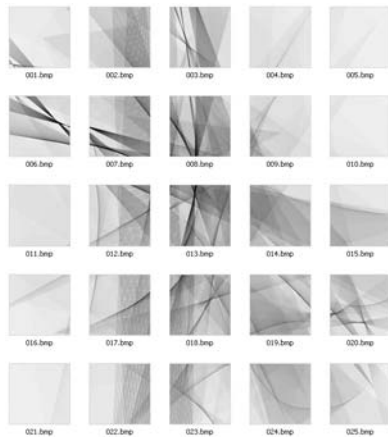 001.bmp 002.bmp 003.bmp 004.bmp 005.bmp
006.bmp 007.bmp 008.bmp 009.bmp 010.bmp
011.bmp 012.bmp 013.bmp 014.bmp 015.bmp
016.bmp 017.bmp 018.bmp 019.bmp 020.bmp
021.bmp 022.bmp 023.bmp 024.bmp 025.bmp